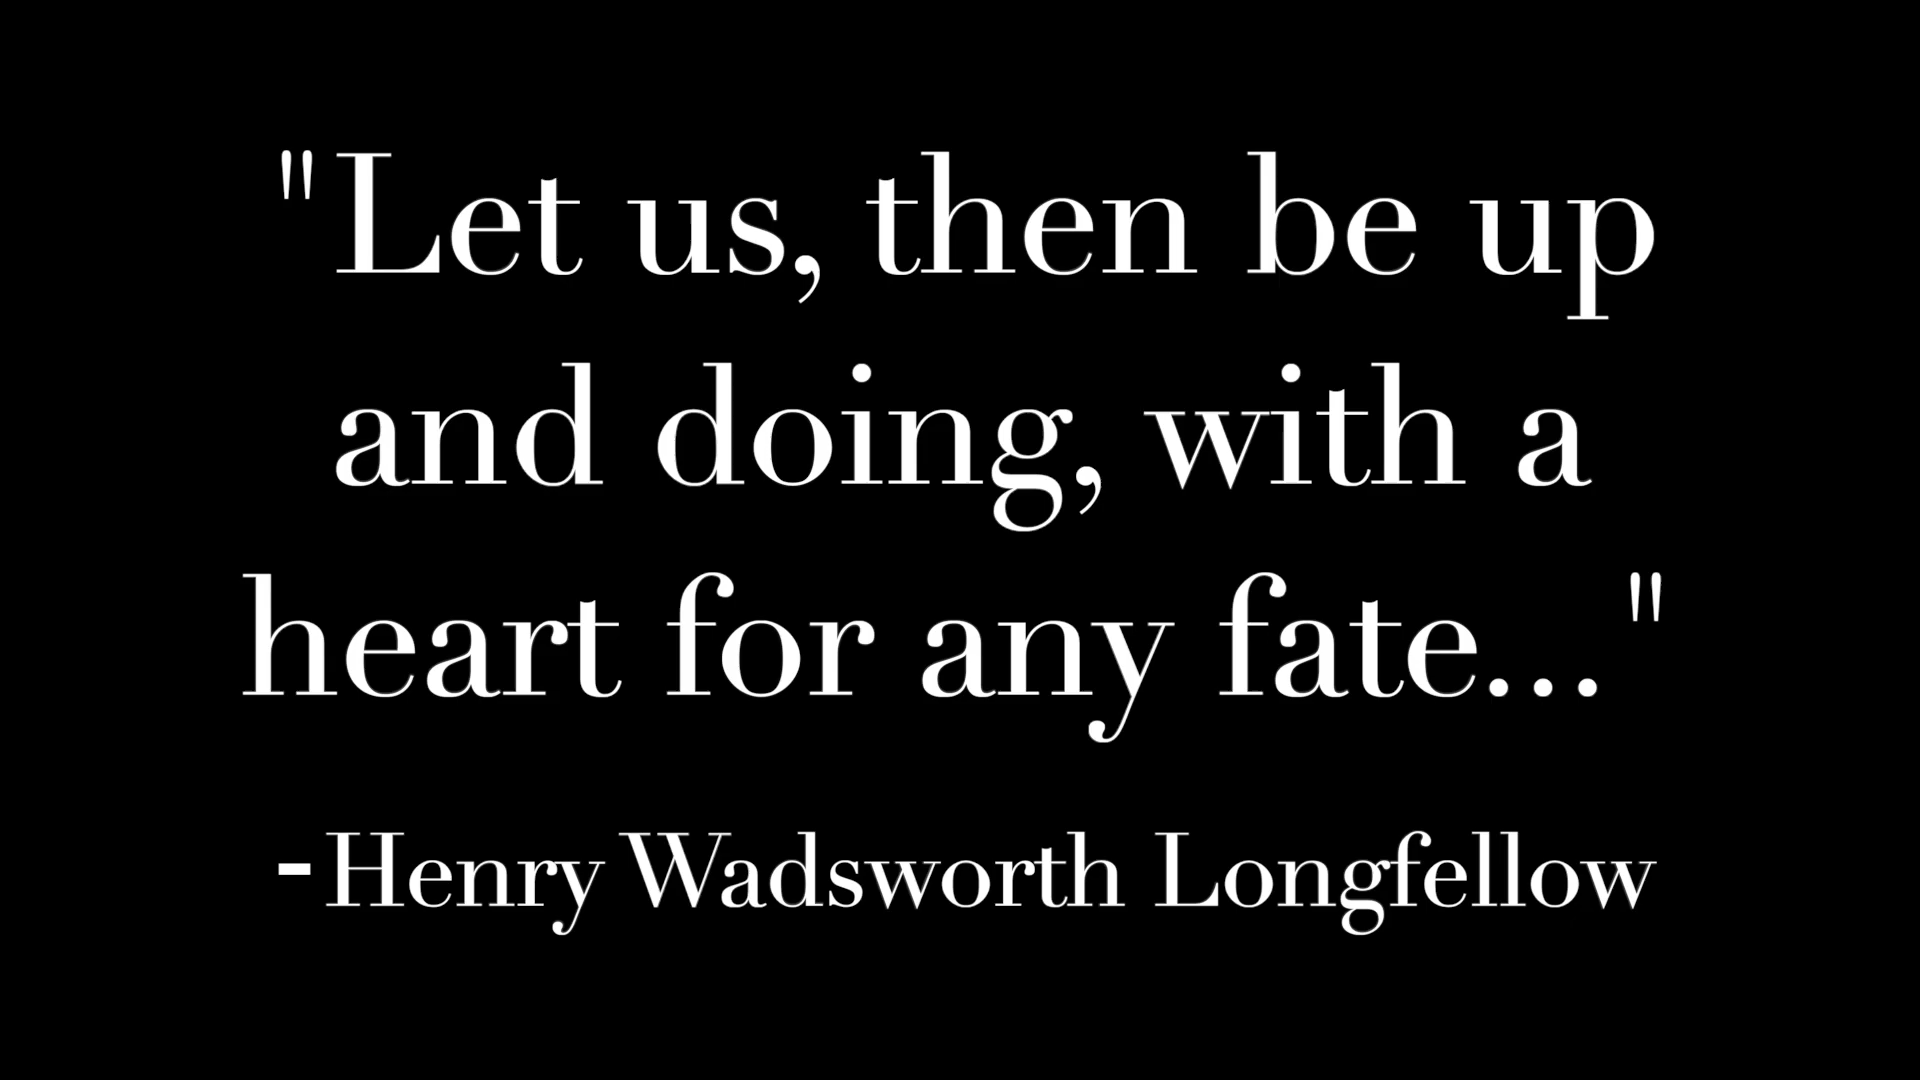 "Let us, then be up
and doing, with a
heart for any fate..."
-Henry Wadsworth Longfellow